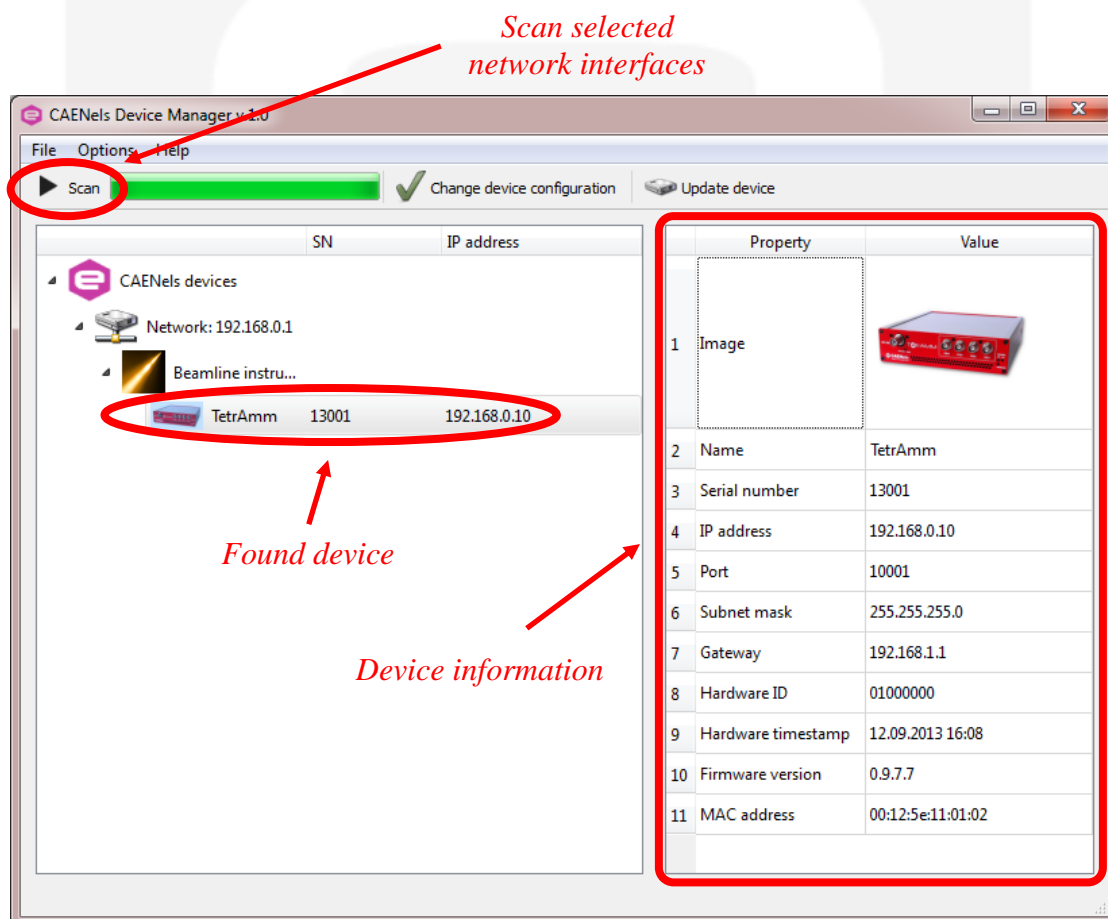 Scan selected
network interfaces
CAENels Device Manager v 1.0
File Options Help
Scan Change device configuration Update device
SN IP address
CAENels devices
Network: 192.168.0.1
Beamline instru...
TetrAmm 13001 192.168.0.10
Found device
Device information
Property Value
1 Image
2 Name TetrAmm
3 Serial number 13001
4 IP address 192.168.0.10
5 Port 10001
6 Subnet mask 255.255.255.0
7 Gateway 192.168.1.1
8 Hardware ID 01000000
9 Hardware timestamp 12.09.2013 16:08
10 Firmware version 0.9.7.7
11 MAC address 00:12:5e:11:01:02